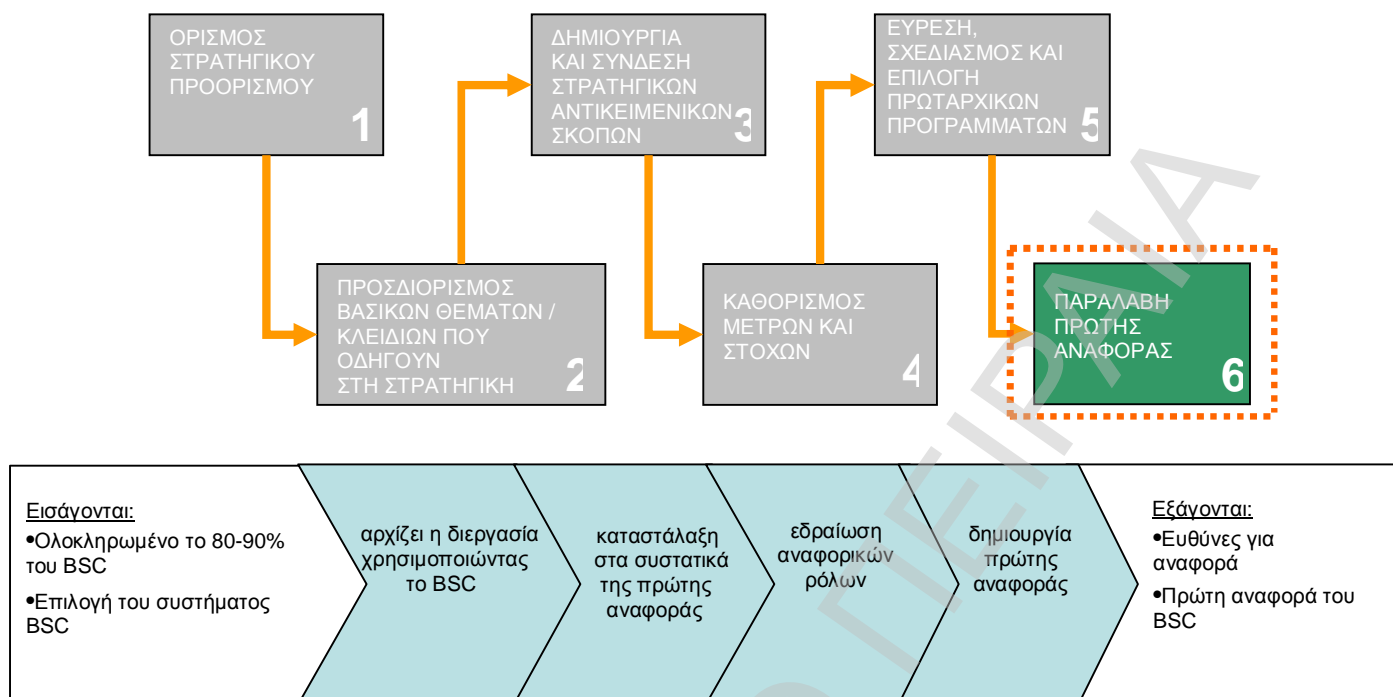 ΟΡΙΣΜΟΣ
ΣΤΡΑΤΗΓΙΚΟΥ
ΠΡΟΟΡΙΣΜΟΥ
1
ΔΗΜΙΟΥΡΓΙΑ
ΚΑΙ ΣΥΝΔΕΣΗ
ΣΤΡΑΤΗΓΙΚΩΝ
ΑΝΤΙΚΕΙΜΕΝΙΚΩΝ
ΣΚΟΠΩΝ
3
ΕΥΡΕΣΗ,
ΣΧΕΔΙΑΣΜΟΣ ΚΑΙ
ΕΠΙΛΟΓΗ
ΠΡΩΤΑΡΧΙΚΩΝ
ΠΡΟΓΡΑΜΜΑΤΩΝ
5
ΠΡΟΣΔΙΟΡΙΣΜΟΣ
ΒΑΣΙΚΩΝ ΘΕΜΑΤΩΝ /
ΚΛΕΙΔΙΩΝ ΠΟΥ
ΟΔΗΓΟΥΝ
ΣΤΗ ΣΤΡΑΤΗΓΙΚΗ
2
ΚΑΘΟΡΙΣΜΟΣ
ΜΕΤΡΩΝ ΚΑΙ
ΣΤΟΧΩΝ
4
ΠΑΡΑΛΑΒΗ
ΠΡΩΤΗΣ
ΑΝΑΦΟΡΑΣ
6
Εισάγονται:
•Ολοκληρωμένο το 80-90%
του BSC
•Επιλογή του συστήματος
BSC
αρχίζει η διεργασία
χρησιμοποιώντας
το BSC
καταστάλαξη
στα συστατικά
της πρώτης
αναφοράς
εδραίωση
αναφορικών
ρόλων
δημιουργία
πρώτης
αναφοράς
Εξάγονται:
•Ευθύνες για
αναφορά
•Πρώτη αναφορά του
BSC
ΠΕΙΡΑΙΑ